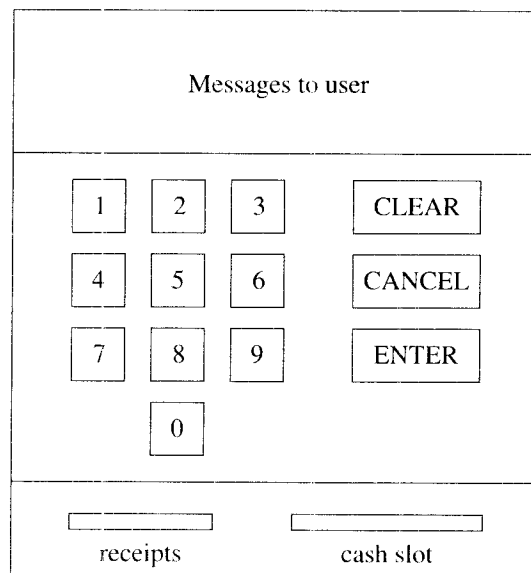 Messages to user
1 2 3 CLEAR
4 5 6 CANCEL
7 8 9 ENTER
0
receipts cash slot